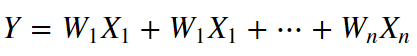 Y = W₁X₁ + W₁X₁ + ··· + WₙXₙ